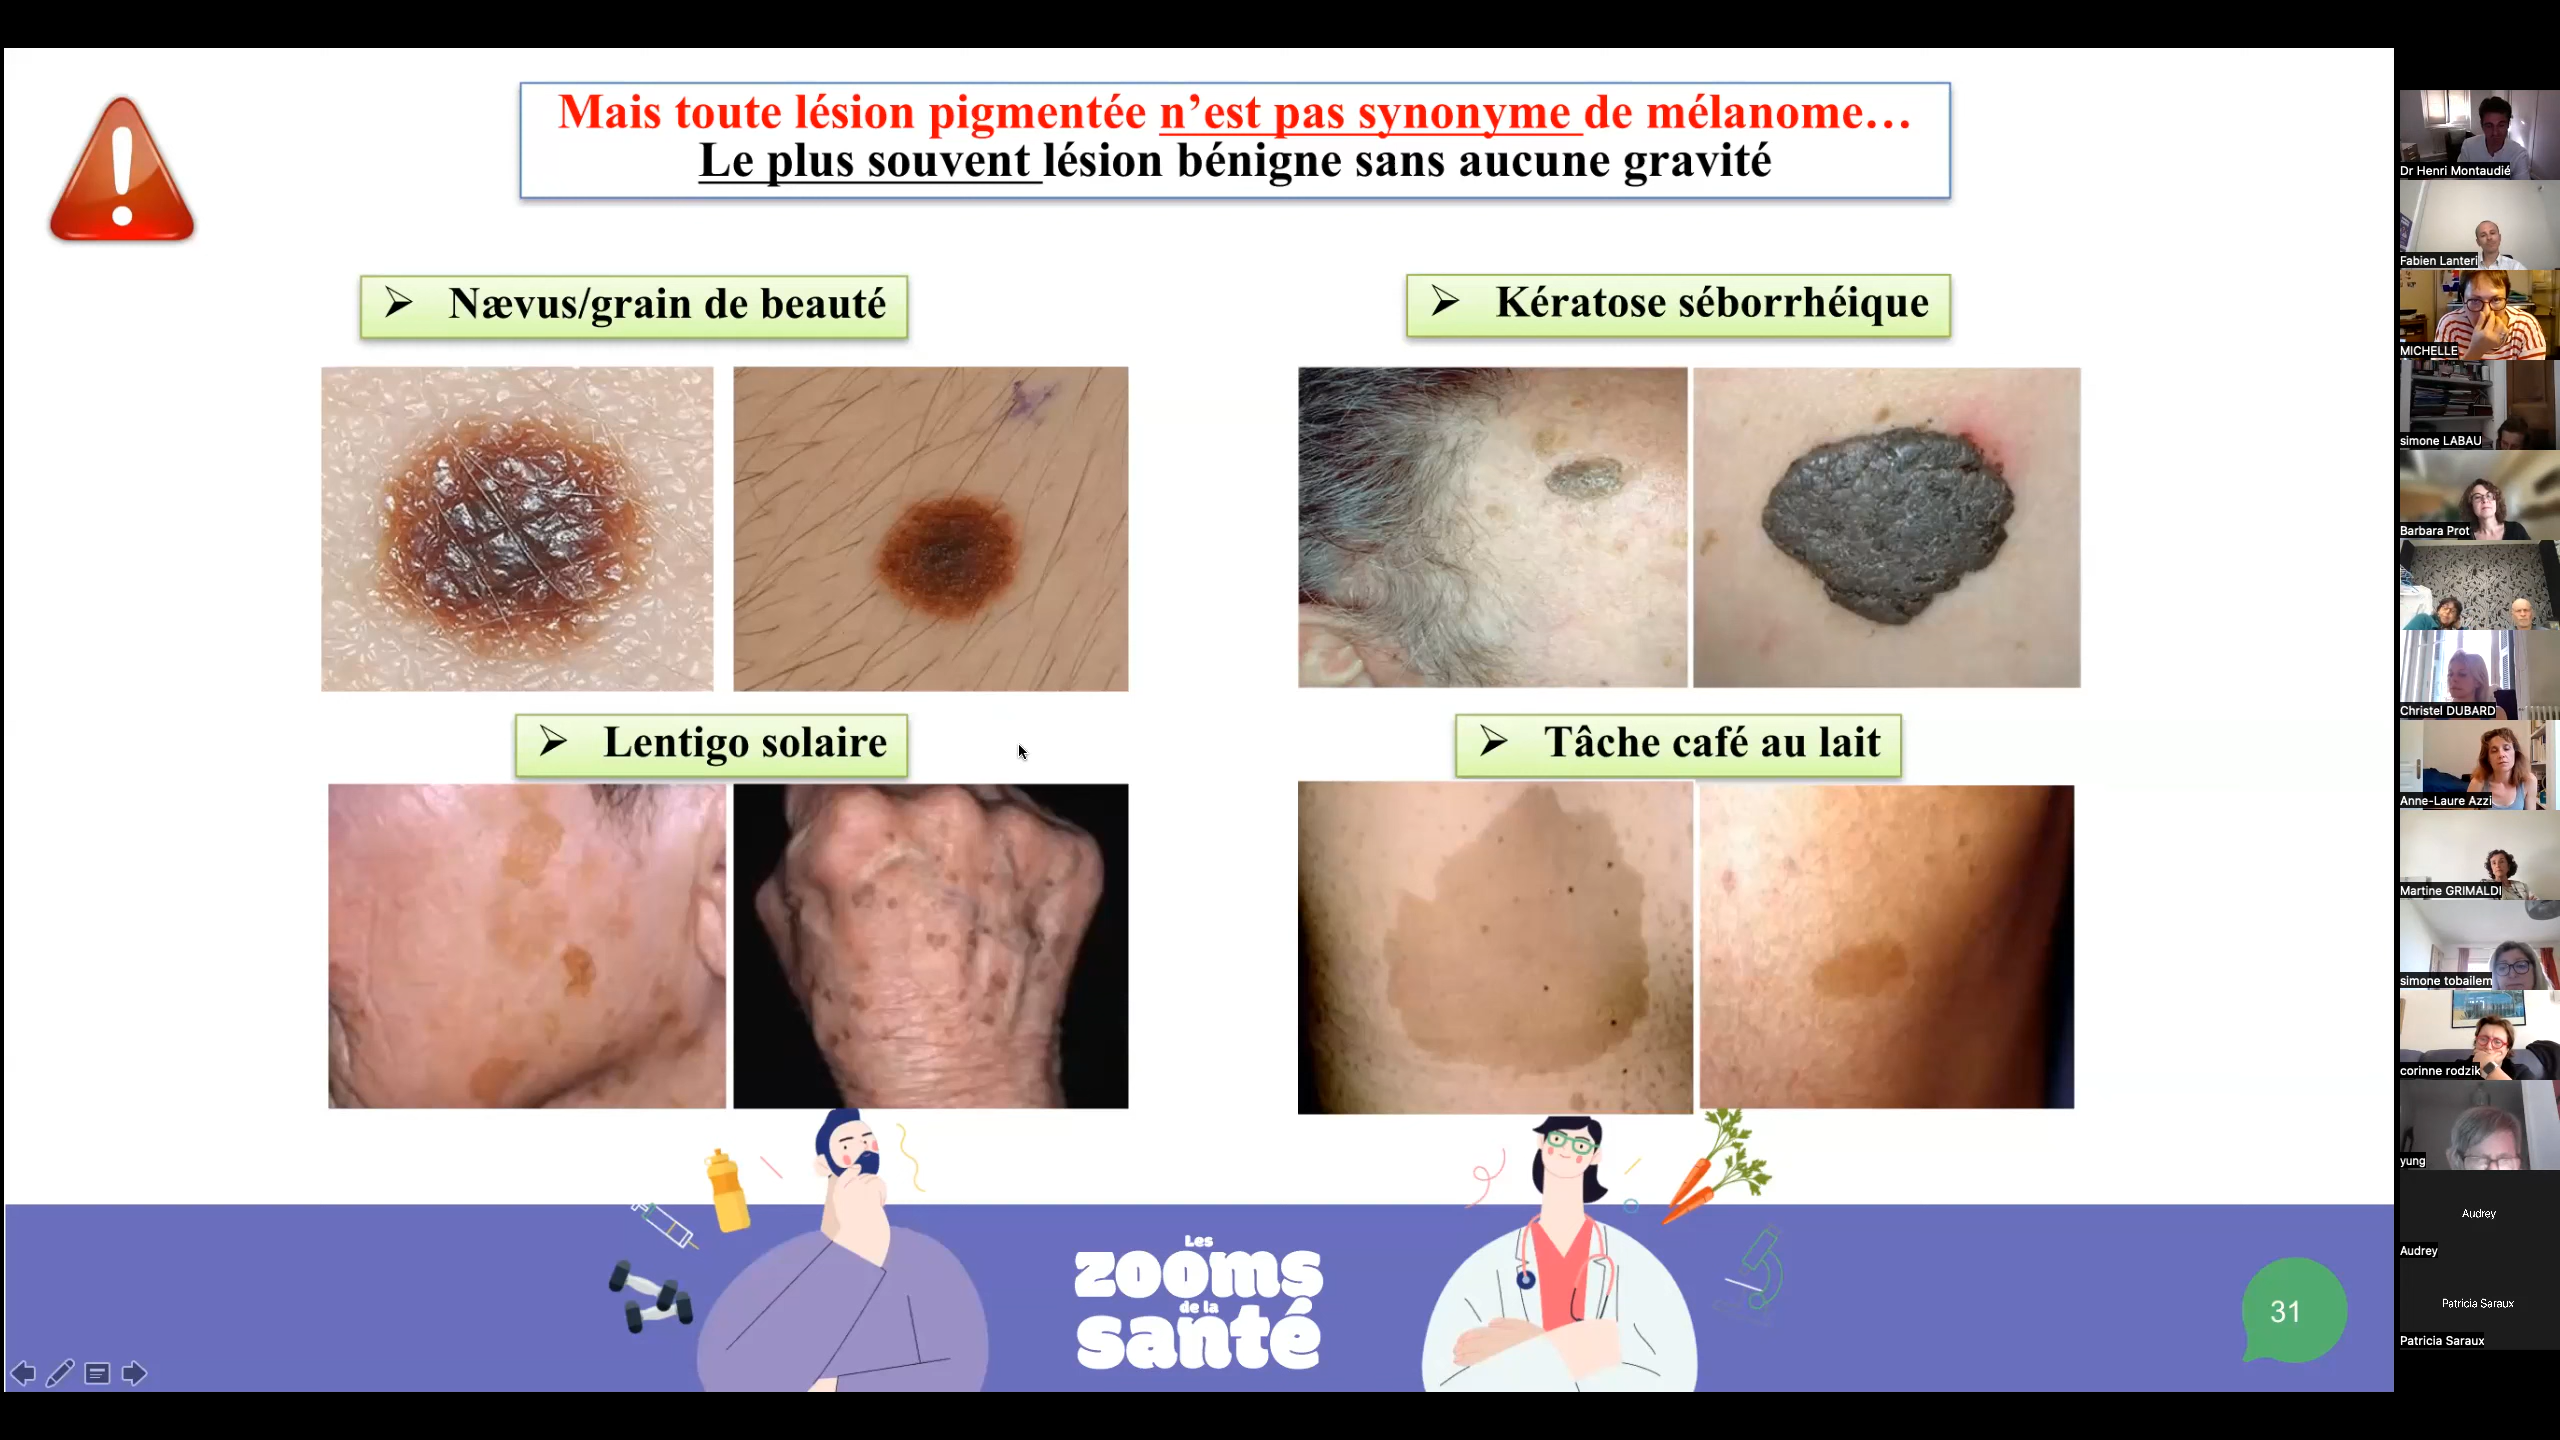 Mais toute lésion pigmentée n’est pas synonyme de mélanome…
Le plus souvent lésion bénigne sans aucune gravité
Nævus/grain de beauté
Kératose séborrhéique
Lentigo solaire
Tâche café au lait
Les
zooms
de la
santé
31
Dr Henri Montaudié
Fabien Lanteri
MICHELLE
simone LABAU
Barbara Prot
Christel DUBARD
Anne-Laure Azzi
Martine GRIMALDI
simone tobailem
corinne rodzik
yung
Audrey
Audrey
Patricia Saraux
Patricia Saraux